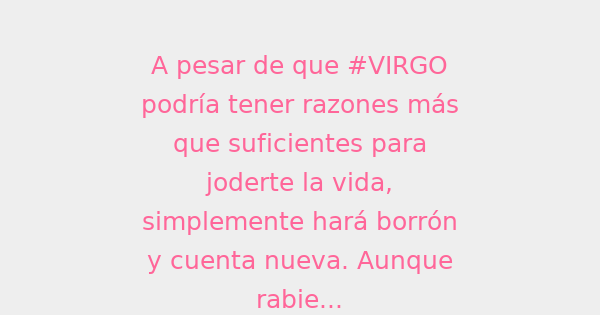 A pesar de que #VIRGO
podría tener razones más
que suficientes para
joderte la vida,
simplemente hará borrón
y cuenta nueva. Aunque
rabie...